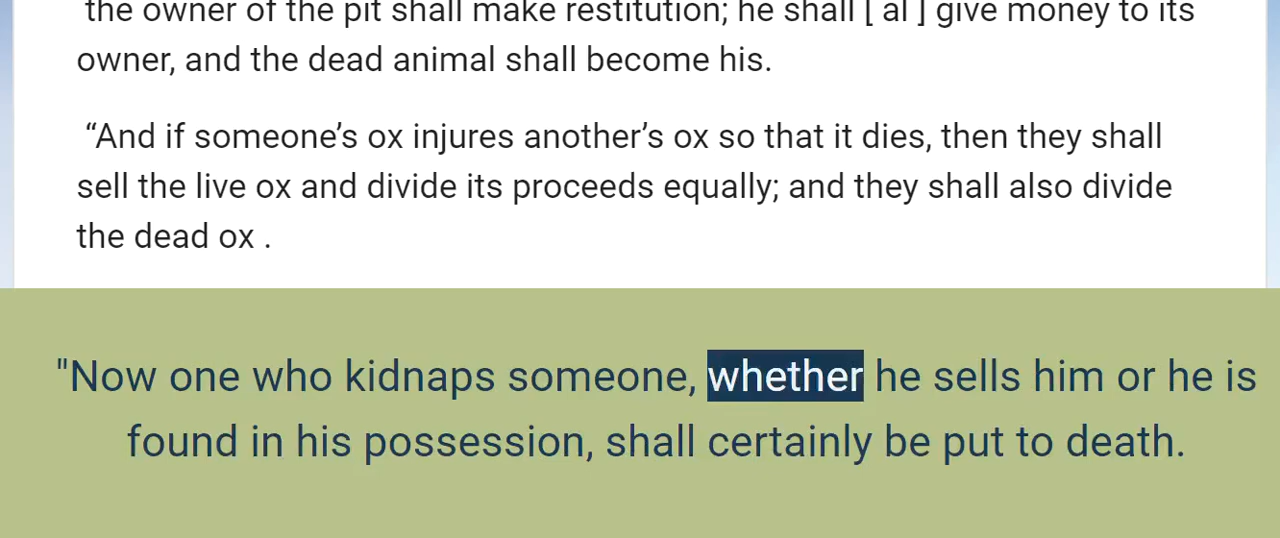 the owner of the pit shall make restitution; he shall [ al ] give money to its
owner, and the dead animal shall become his.
“And if someone’s ox injures another’s ox so that it dies, then they shall
sell the live ox and divide its proceeds equally; and they shall also divide
the dead ox .
"Now one who kidnaps someone, whether he sells him or he is
found in his possession, shall certainly be put to death.